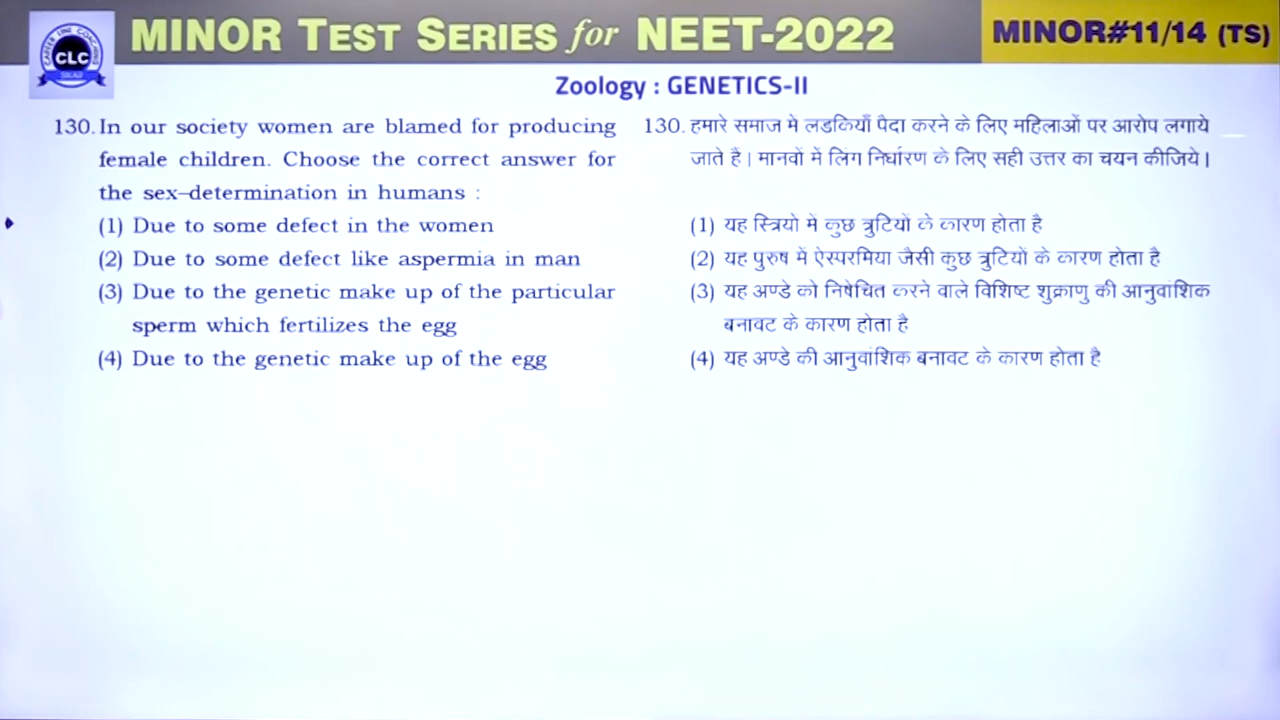 MINOR TEST SERIES for NEET-2022
MINOR#11/14 (TS)
CLC
Zoology : GENETICS-II
130. In our society women are blamed for producing
female children. Choose the correct answer for
the sex–determination in humans :
(1) Due to some defect in the women
(2) Due to some defect like aspermia in man
(3) Due to the genetic make up of the particular
sperm which fertilizes the egg
(4) Due to the genetic make up of the egg
130. हमारे समाज मे लडकियाँ पैदा करने के लिए महिलाओं पर आरोप लगाये
जाते है। मानवों में लिंग निर्धारण के लिए सही उत्तर का चयन कीजिये।
(1) यह स्त्रियो में कुछ त्रुटियों के कारण होता है
(2) यह पुरुष में ऐस्परमिया जैसी कुछ त्रुटियों के कारण होता है
(3) यह अण्डे को निषेचित करने वाले विशिष्ट शुक्राणु की आनुवांशिक
बनावट के कारण होता है
(4) यह अण्डे की आनुवांशिक बनावट के कारण होता है